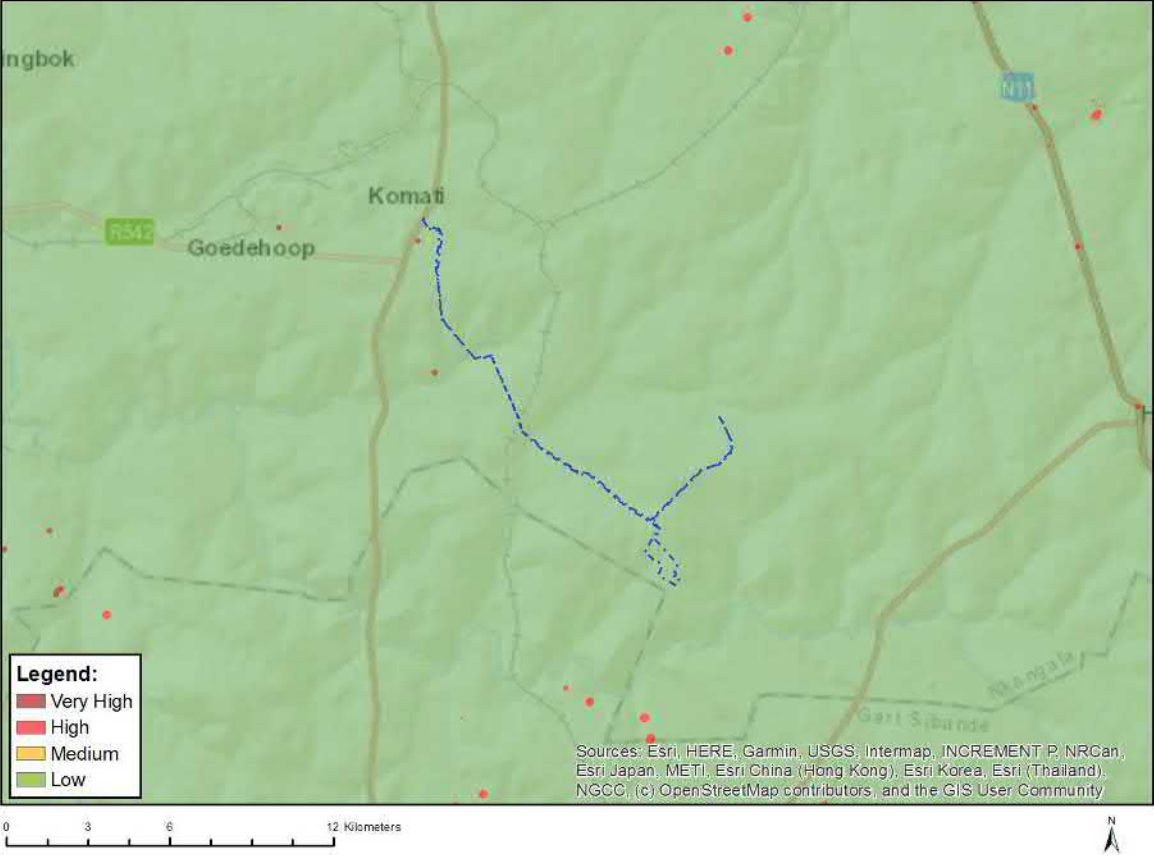 ingbok
N11
Komati
R542
Goedehoop
H
Nkangala
Gert Sibande
Legend:
Very High
High
Medium
Low
Sources: Esri, HERE, Garmin, USGS, Intermap, INCREMENT P, NRCan,
Esri Japan, METI, Esri China (Hong Kong), Esri Korea, Esri (Thailand),
NGCC, (c) OpenStreetMap contributors, and the GIS User Community
0 3 6 12 Kilometers
N